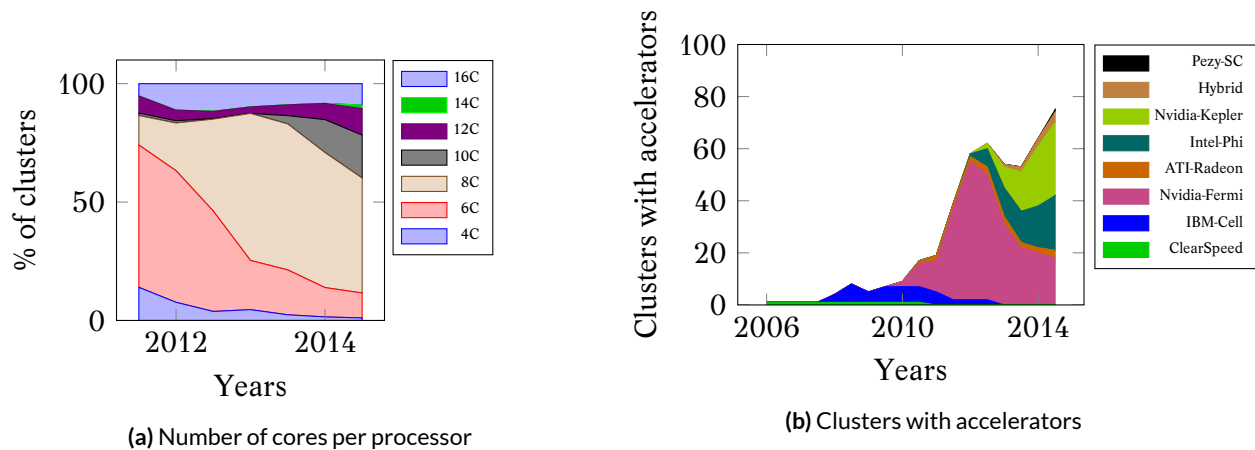 % of clusters
100
50
0
2012
2014
Years
16C
14C
12C
10C
8C
6C
4C
(a) Number of cores per processor
Clusters with accelerators
100
80
60
40
20
0
2006
2010
2014
Years
Pezy-SC
Hybrid
Nvidia-Kepler
Intel-Phi
ATI-Radeon
Nvidia-Fermi
IBM-Cell
ClearSpeed
(b) Clusters with accelerators